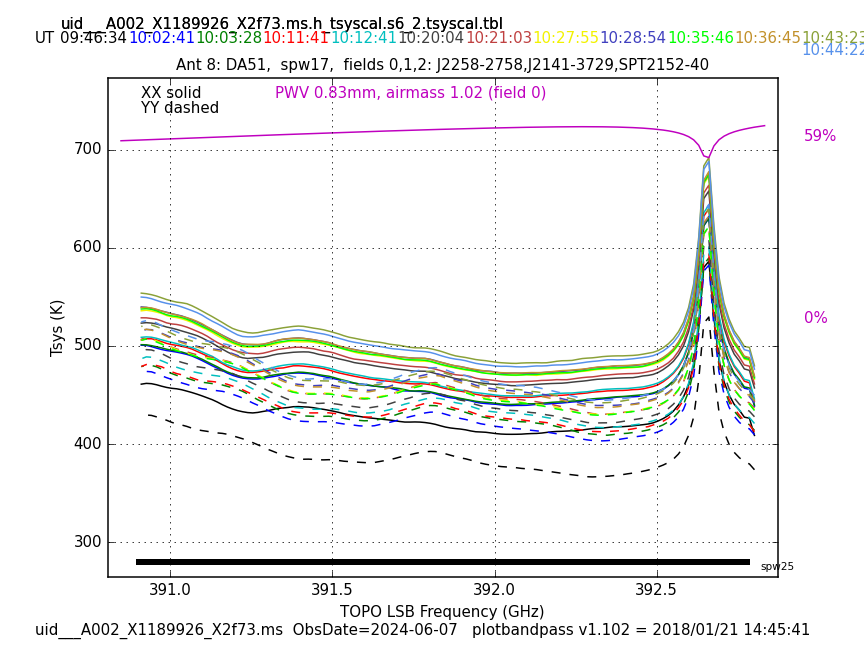 uid___A002_X1189926_X2f73.ms.h_tsyscal.s6_2.tsyscal.tbl
UT 09:46:34 10:02:41 10:03:28 10:11:41 10:12:41 10:20:04 10:21:03 10:27:55 10:28:54 10:35:46 10:36:45 10:43:23
10:44:22
Ant 8: DA51, spw17, fields 0,1,2: J2258-2758,J2141-3729,SPT2152-40
XX solid PWV 0.83mm, airmass 1.02 (field 0)
YY dashed
59%
0%
700
600
500
400
300
Tsys (K)
spw25
391.0 391.5 392.0 392.5
TOPO LSB Frequency (GHz)
uid___A002_X1189926_X2f73.ms ObsDate=2024-06-07 plotbandpass v1.102 = 2018/01/21 14:45:41